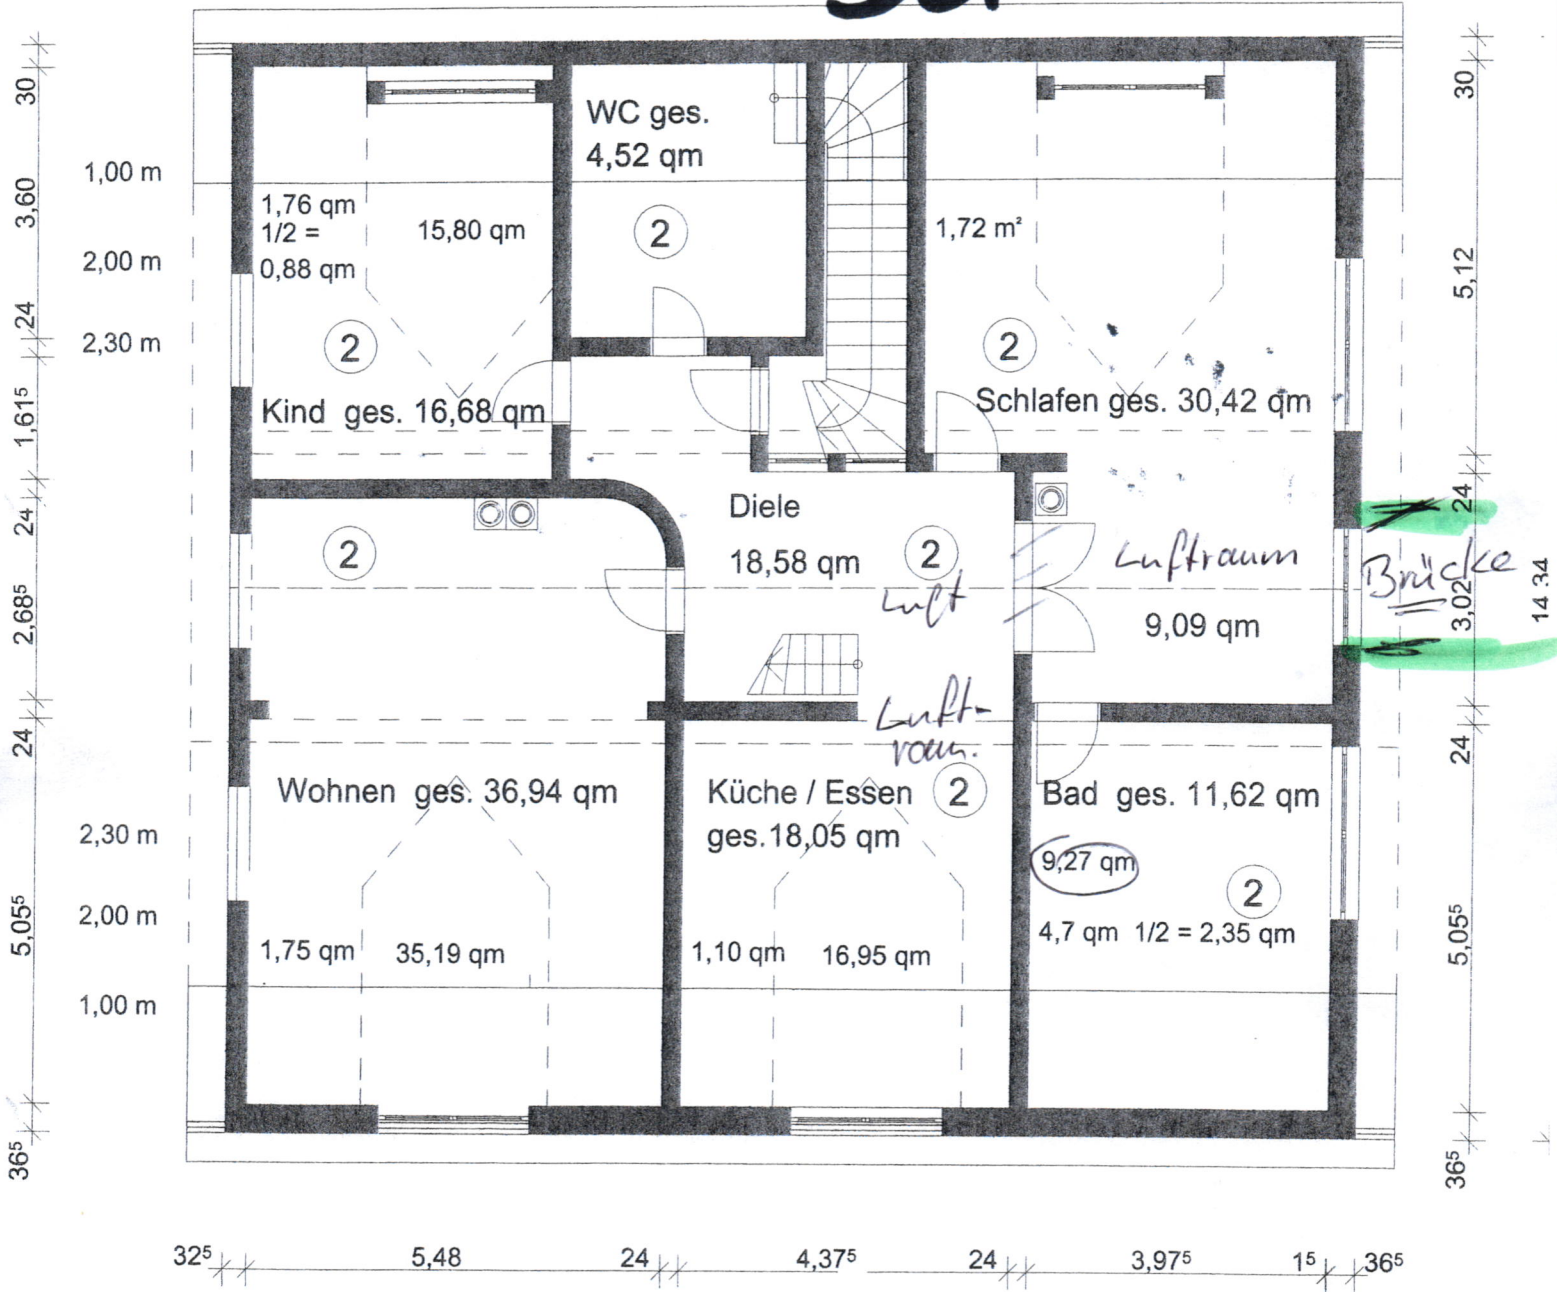 30
3,60
24
1,61⁵
24
2,68⁵
24
5,05⁵
36⁵
1,00 m
2,00 m
2,30 m
2,30 m
2,00 m
1,00 m
1,76 qm
1/2 =
0,88 qm
15,80 qm
2
Kind ges. 16,68 qm
WC ges.
4,52 qm
2
1,72 m²
2
Schlafen ges. 30,42 qm
2
Diele
18,58 qm
2
Luft
Luftraum
9,09 qm
Brücke
Luft-
raum.
Wohnen ges. 36,94 qm
1,75 qm 35,19 qm
Küche / Essen
2
ges.18,05 qm
1,10 qm 16,95 qm
Bad ges. 11,62 qm
9,27 qm
2
4,7 qm 1/2 = 2,35 qm
30
5,12
24
3,02
24
5,05⁵
36⁵
14 34
32⁵ 5,48 24 4,37⁵ 24 3,97⁵ 1⁵ 36⁵